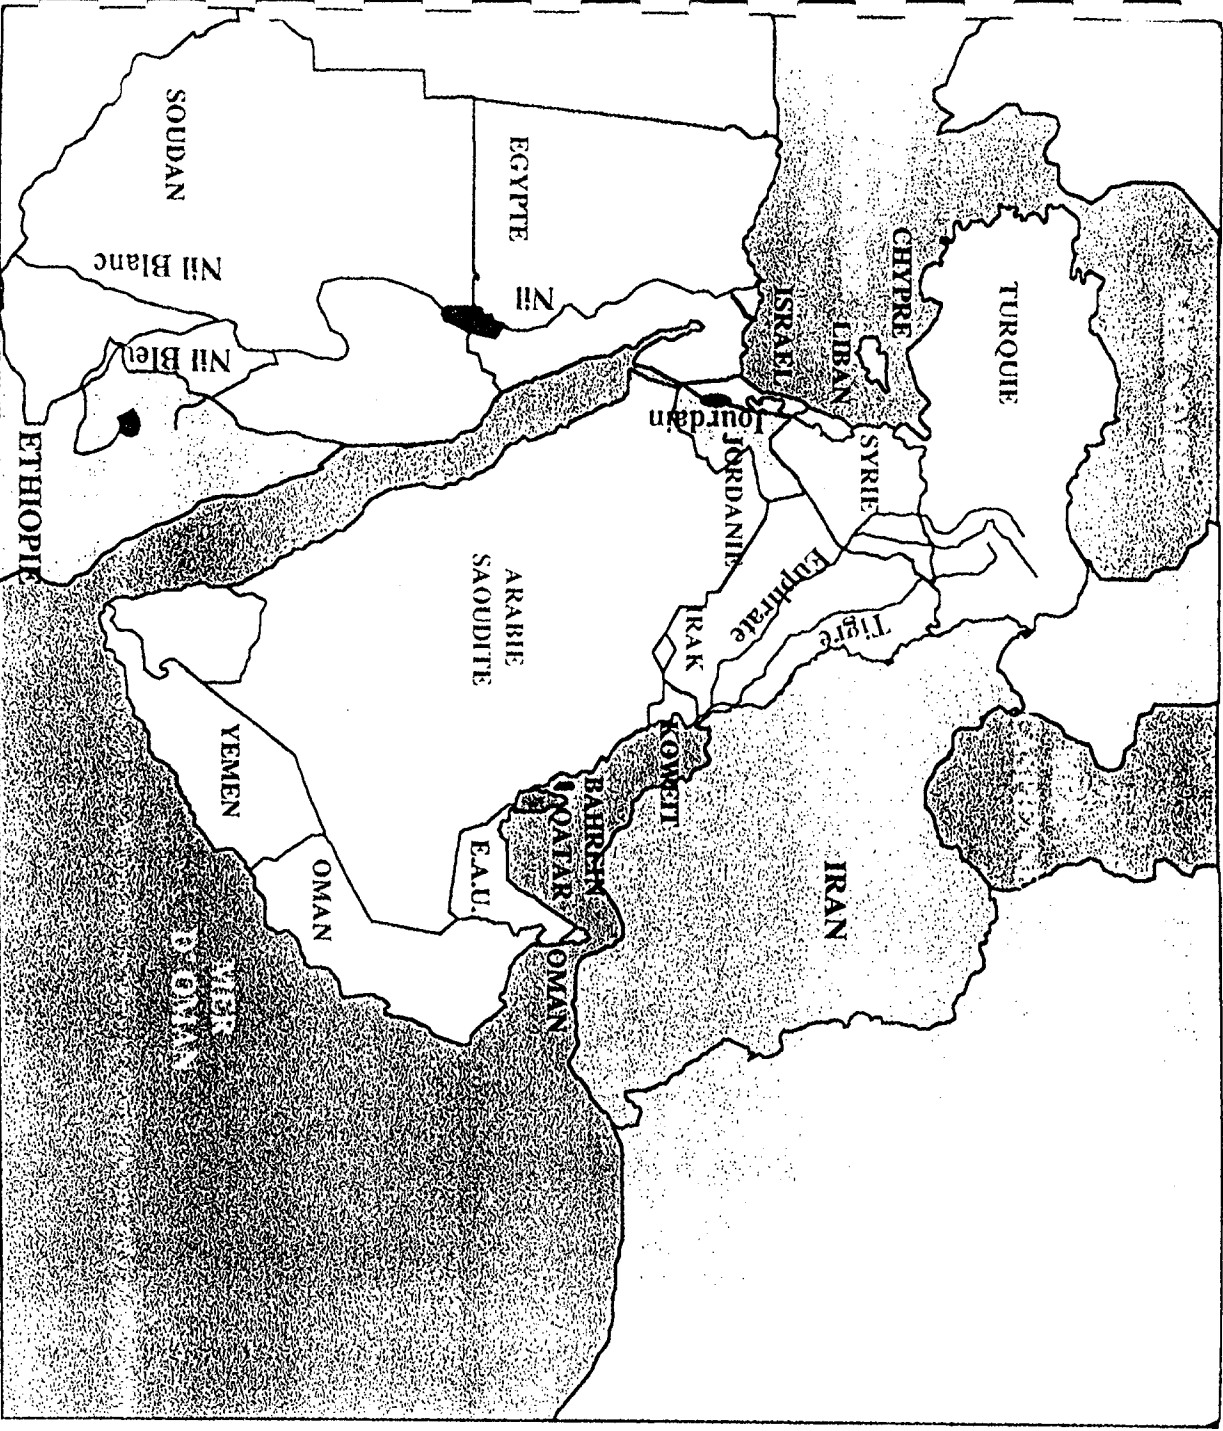 TURQUIE
CHYPRE
SYRIE
LIBAN
IRAN
Tigre
Euphrate
ISRAEL
JORDANIE
Jourdain
IRAK
KOWEIT
BAHREIN
QATAR
OMAN
EGYPTE
Nil
ARABIE
SAOUDITE
E.A.U.
OMAN
YEMEN
MER
D'OMAN
SOUDAN
Nil Blanc
Nil Bleu
ETHIOPIE